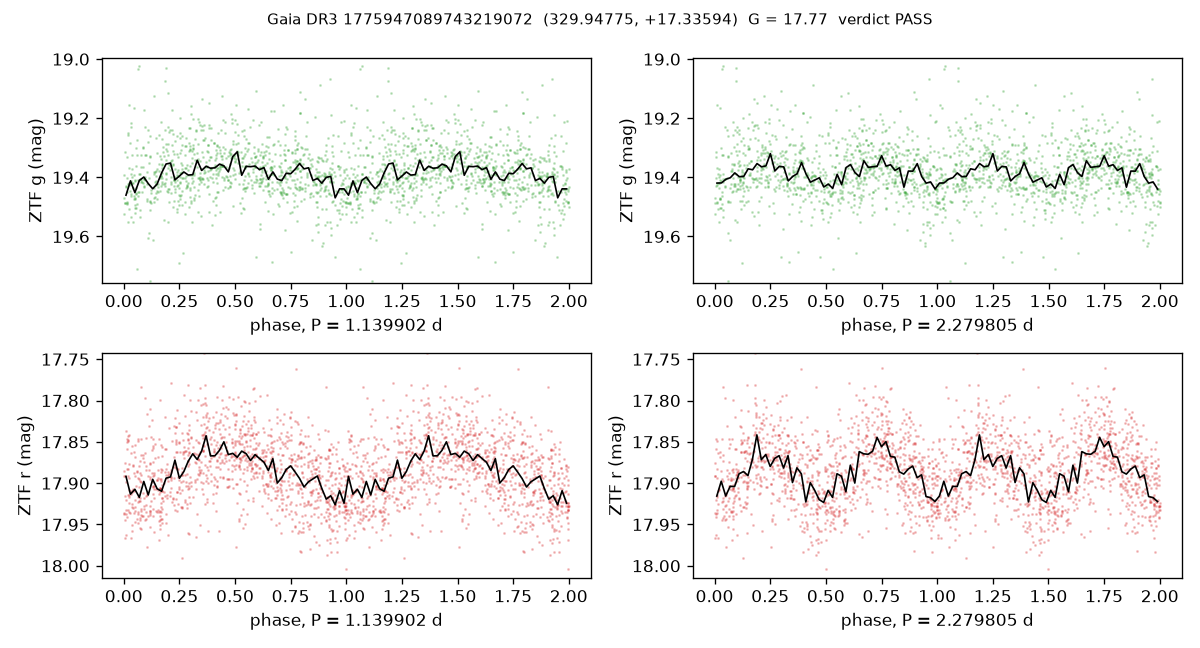 Gaia DR3 1775947089743219072  (329.94775, +17.33594)  G = 17.77  verdict PASS
19.0
19.2
19.4
19.6
ZTF g (mag)
0.00 0.25 0.50 0.75 1.00 1.25 1.50 1.75 2.00
phase, P = 1.139902 d
19.0
19.2
19.4
19.6
ZTF g (mag)
0.00 0.25 0.50 0.75 1.00 1.25 1.50 1.75 2.00
phase, P = 2.279805 d
17.75
17.80
17.85
17.90
17.95
18.00
ZTF r (mag)
0.00 0.25 0.50 0.75 1.00 1.25 1.50 1.75 2.00
phase, P = 1.139902 d
17.75
17.80
17.85
17.90
17.95
18.00
ZTF r (mag)
0.00 0.25 0.50 0.75 1.00 1.25 1.50 1.75 2.00
phase, P = 2.279805 d